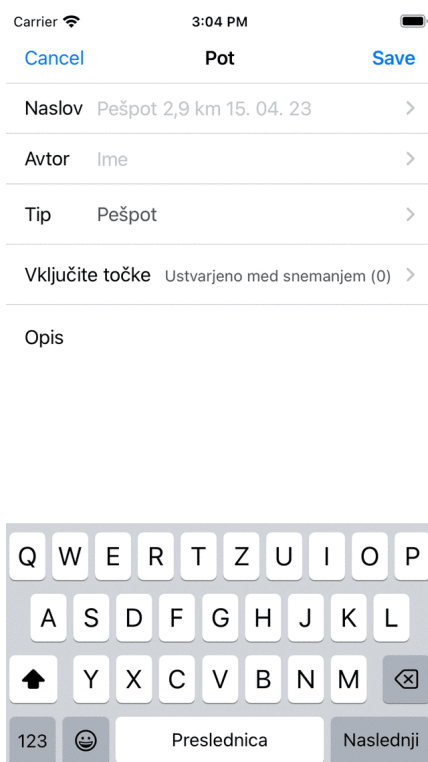 Carrier 3:04 PM
Cancel Pot Save
Naslov Pešpot 2,9 km 15. 04. 23
Avtor Ime
Tip Pešpot
Vključite točke Ustvarjeno med snemanjem (0)
Opis
Q W E R T Z U I O P
A S D F G H J K L
Y X C V B N M
123 Preslednica Naslednji